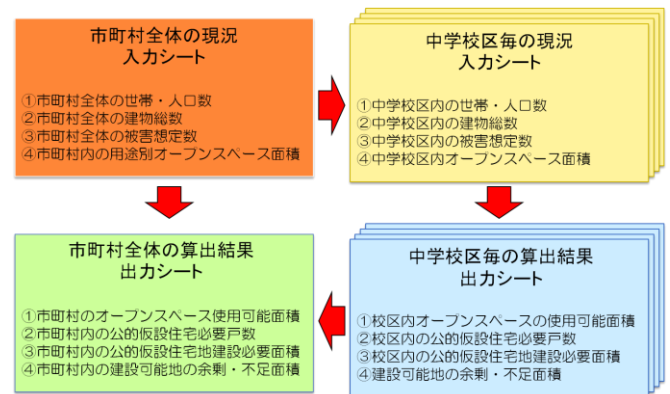 市町村全体の現況
入力シート
①市町村全体の世帯・人口数
②市町村全体の建物総数
③市町村全体の被害想定数
④市町村内の用途別オープンスペース面積
中学校区毎の現況
入力シート
①中学校区内の世帯・人口数
②中学校区内の建物総数
③中学校区内の被害想定数
④中学校区内オープンスペース面積
市町村全体の算出結果
出力シート
①市町村のオープンスペース使用可能面積
②市町村内の公的仮設住宅必要戸数
③市町村内の公的仮設住宅地建設必要面積
④市町村内の建設可能地の余剰・不足面積
中学校区毎の算出結果
出力シート
①校区内オープンスペースの使用可能面積
②校区内の公的仮設住宅必要戸数
③校区内の公的仮設住宅地建設必要面積
④建設可能地の余剰・不足面積